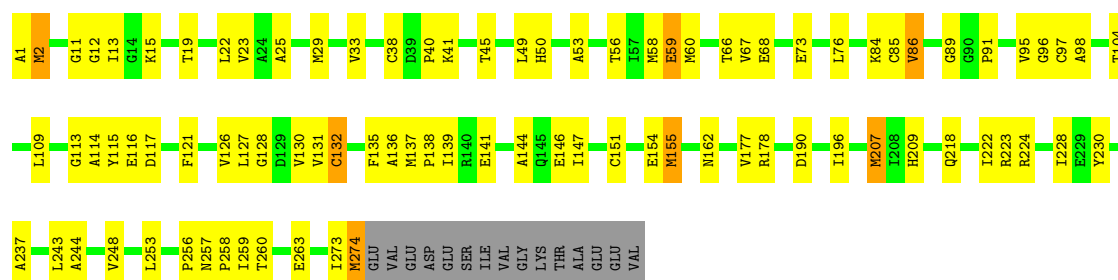 A1 M2 G11 G12 I13 G14 K15 T19 L22 V23 A24 A25 M29 V33 C38 D39 P40 K41 T45 L49 H50 A53 T56 I57 M58 E59 M60 T66 V67 E68 E73 L76 K84 C85 V86 G89 G90 P91 V95 G96 C97 A98 T104
L109 G113 A114 Y115 E116 D117 F121 V126 L127 G128 D129 V130 V131 C132 F135 A136 M137 P138 I139 R140 E141 A144 Q145 E146 I147 C151 E154 M155 N162 V177 R178 D190 I196 M207 I208 H209 Q218 I222 R223 R224 I228 E229 Y230
A237 L243 A244 V248 L253 P256 N257 P258 I259 T260 E263 I273 M274 GLU VAL GLU ASP GLU SER ILE VAL GLY LYS THR ALA GLU GLU VAL